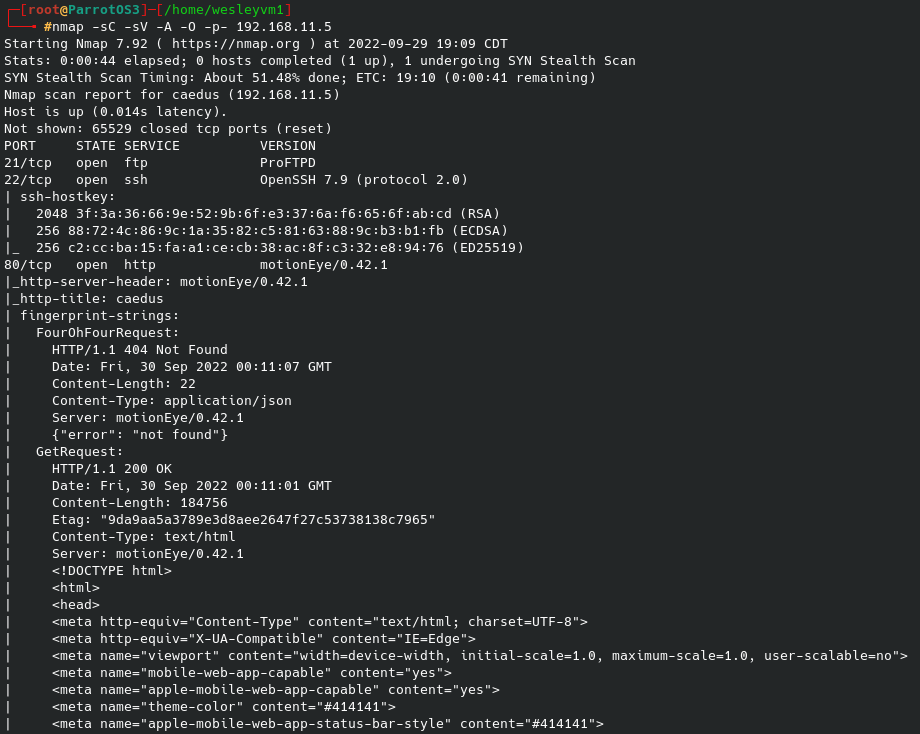 [root@ParrotOS3]-[/home/wesleyvm1]
#nmap -sC -sV -A -O -p- 192.168.11.5
Starting Nmap 7.92 ( https://nmap.org ) at 2022-09-29 19:09 CDT
Stats: 0:00:44 elapsed; 0 hosts completed (1 up), 1 undergoing SYN Stealth Scan
SYN Stealth Scan Timing: About 51.48% done; ETC: 19:10 (0:00:41 remaining)
Nmap scan report for caedus (192.168.11.5)
Host is up (0.014s latency).
Not shown: 65529 closed tcp ports (reset)
PORT     STATE SERVICE          VERSION
21/tcp   open  ftp              ProFTPD
22/tcp   open  ssh              OpenSSH 7.9 (protocol 2.0)
| ssh-hostkey:
|   2048 3f:3a:36:66:9e:52:9b:6f:e3:37:6a:f6:65:6f:ab:cd (RSA)
|   256 88:72:4c:86:9c:1a:35:82:c5:81:63:88:9c:b3:b1:fb (ECDSA)
|_  256 c2:cc:ba:15:fa:a1:ce:cb:38:ac:8f:c3:32:e8:94:76 (ED25519)
80/tcp   open  http             motionEye/0.42.1
|_http-server-header: motionEye/0.42.1
|_http-title: caedus
| fingerprint-strings:
|   FourOhFourRequest:
|     HTTP/1.1 404 Not Found
|     Date: Fri, 30 Sep 2022 00:11:07 GMT
|     Content-Length: 22
|     Content-Type: application/json
|     Server: motionEye/0.42.1
|     {"error": "not found"}
|   GetRequest:
|     HTTP/1.1 200 OK
|     Date: Fri, 30 Sep 2022 00:11:01 GMT
|     Content-Length: 184756
|     Etag: "9da9aa5a3789e3d8aee2647f27c53738138c7965"
|     Content-Type: text/html
|     Server: motionEye/0.42.1
|     <!DOCTYPE html>
|     <html>
|     <head>
|     <meta http-equiv="Content-Type" content="text/html; charset=UTF-8">
|     <meta http-equiv="X-UA-Compatible" content="IE=Edge">
|     <meta name="viewport" content="width=device-width, initial-scale=1.0, maximum-scale=1.0, user-scalable=no">
|     <meta name="mobile-web-app-capable" content="yes">
|     <meta name="apple-mobile-web-app-capable" content="yes">
|     <meta name="theme-color" content="#414141">
|     <meta name="apple-mobile-web-app-status-bar-style" content="#414141">